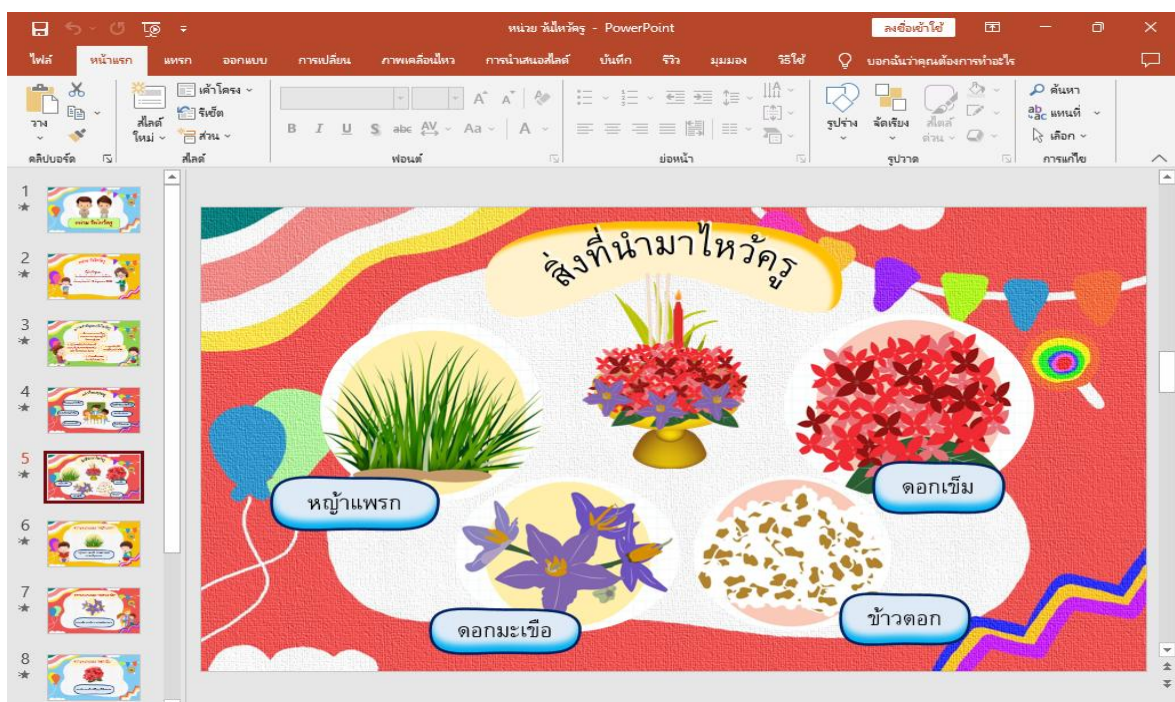 หน่วย วันไหว้ครู - PowerPoint
ลงชื่อเข้าใช้
ไฟล์ หน้าแรก แทรก ออกแบบ การเปลี่ยน ภาพเคลื่อนไหว การนำเสนอสไลด์ บันทึก รีวิว มุมมอง วิธีใช้ บอกฉันว่าคุณต้องการทำอะไร
วาง
คลิปบอร์ด
สไลด์ใหม่
เค้าโครง
รีเซ็ต
ส่วน
สไลด์
B I U S abc AV Aa A
ฟอนต์
ย่อหน้า
รูปร่าง
จัดเรียง
สไตล์ด่วน
รูปวาด
ค้นหา
แทนที่
เลือก
การแก้ไข
1
2
3
4
5
6
7
8
สิ่งที่นำมาไหว้ครู
หญ้าแพรก
ดอกเข็ม
ดอกมะเขือ
ข้าวตอก